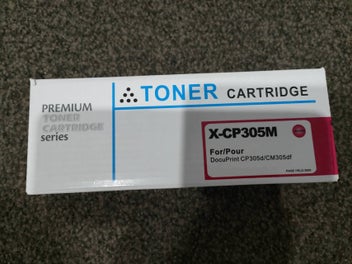 PREMIUM
TONER
CARTRIDGE
series
TONER CARTRIDGE
X-CP305M
For/Pour
DocuPrint CP305d/CM305df